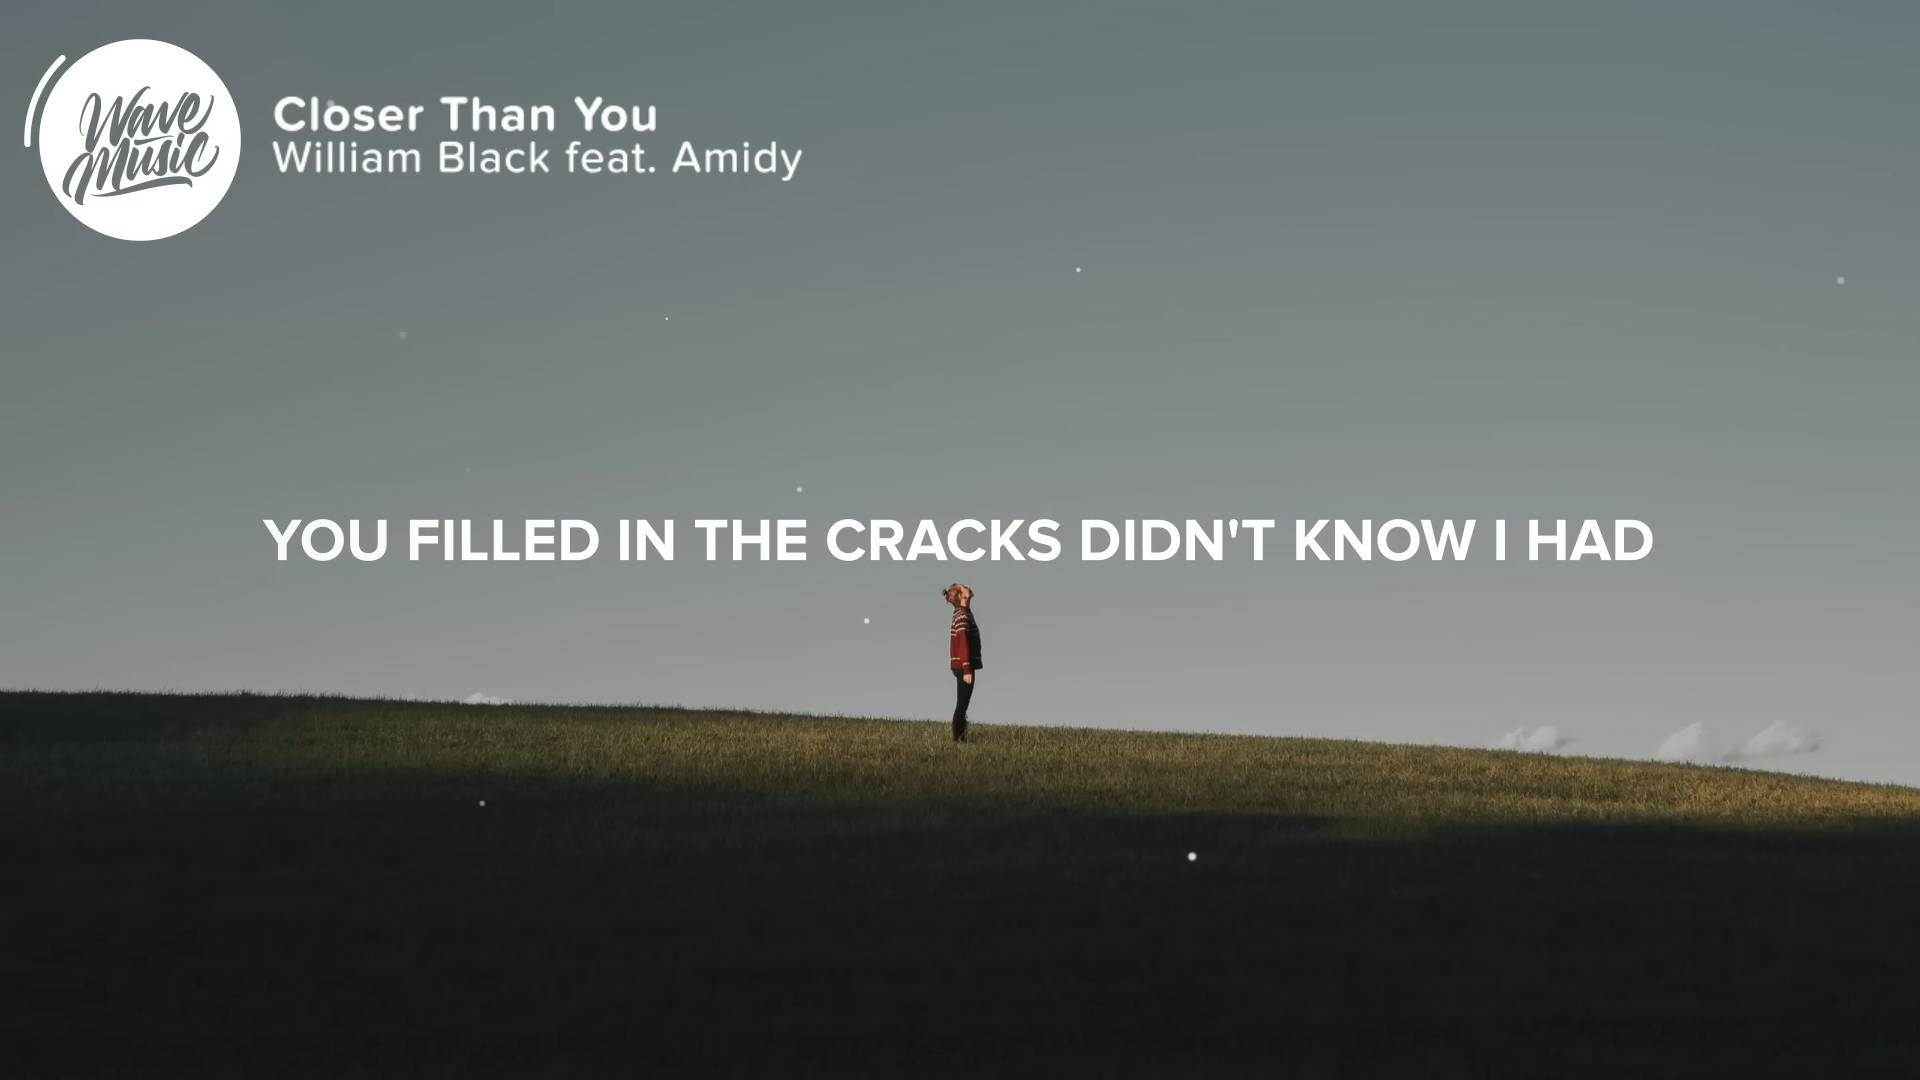 Wave
Music
Closer Than You
William Black feat. Amidy
YOU FILLED IN THE CRACKS DIDN'T KNOW I HAD